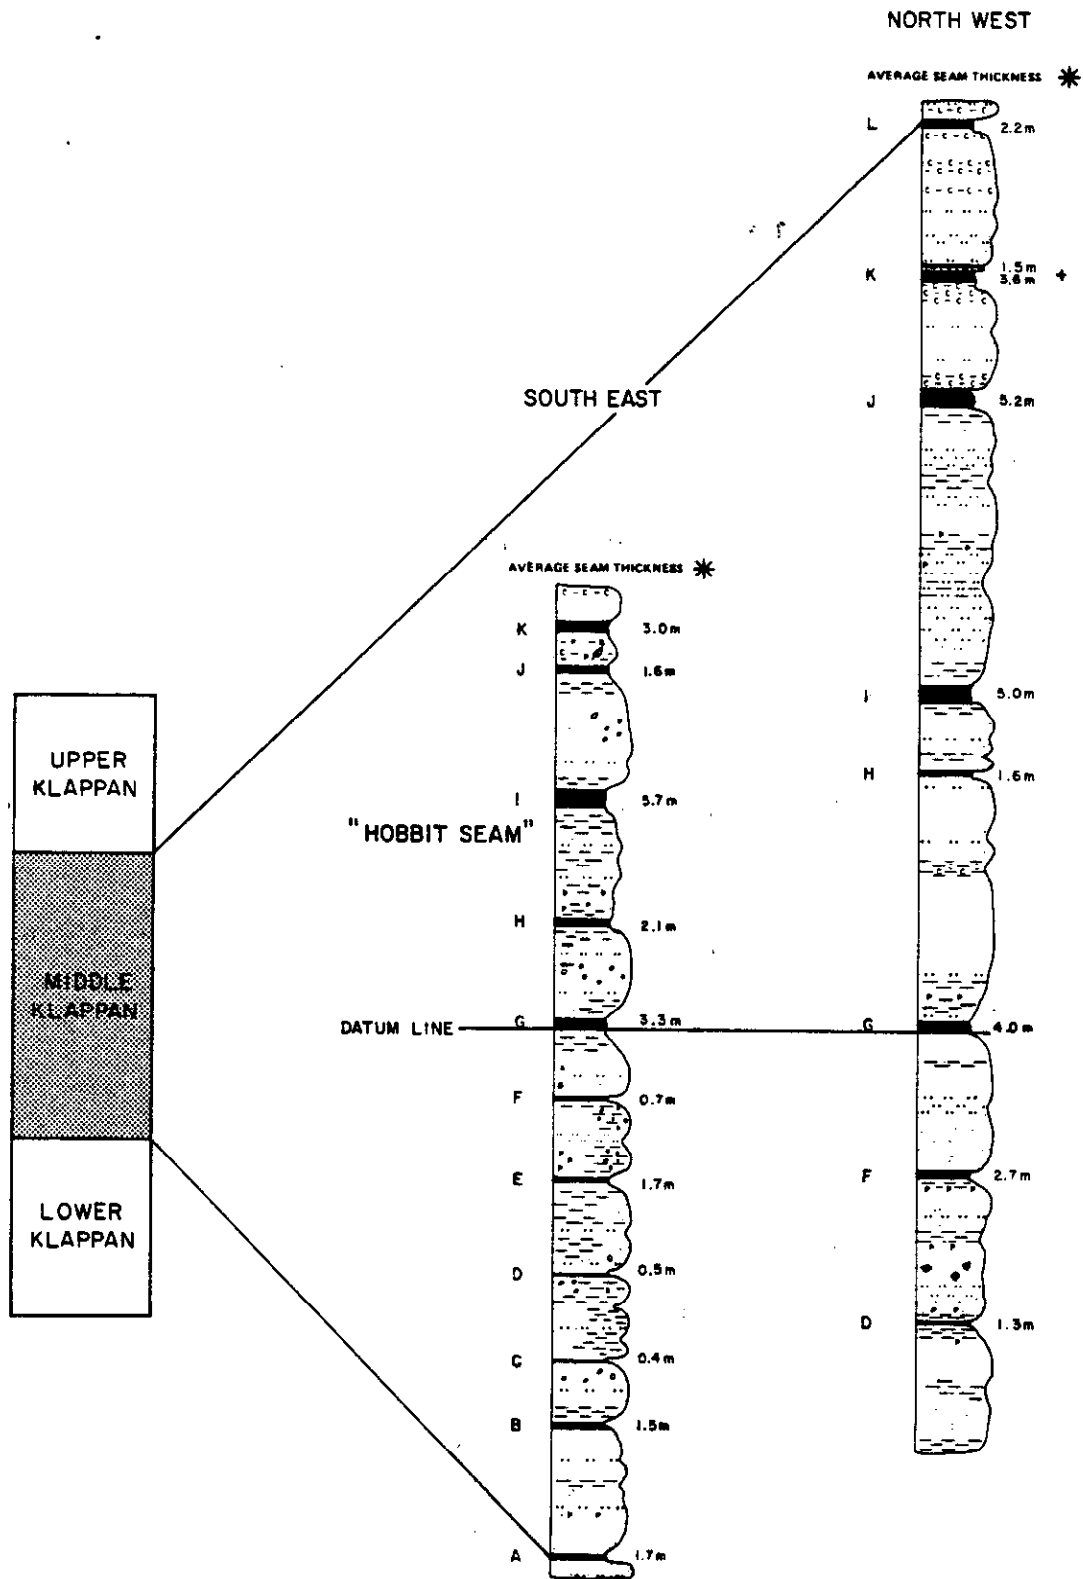 NORTH WEST
AVERAGE SEAM THICKNESS *
L 2.2m
K 1.5m
3.6m +
J 5.2m
I 5.0m
H 1.6m
G 4.0m
F 2.7m
D 1.3m
SOUTH EAST
AVERAGE SEAM THICKNESS *
K 3.0m
J 1.6m
I 5.7m
"HOBBIT SEAM"
H 2.1m
DATUM LINE G 3.3m
F 0.7m
E 1.7m
D 0.5m
C 0.4m
B 1.5m
A 1.7m
UPPER
KLAPPAN
MIDDLE
KLAPPAN
LOWER
KLAPPAN